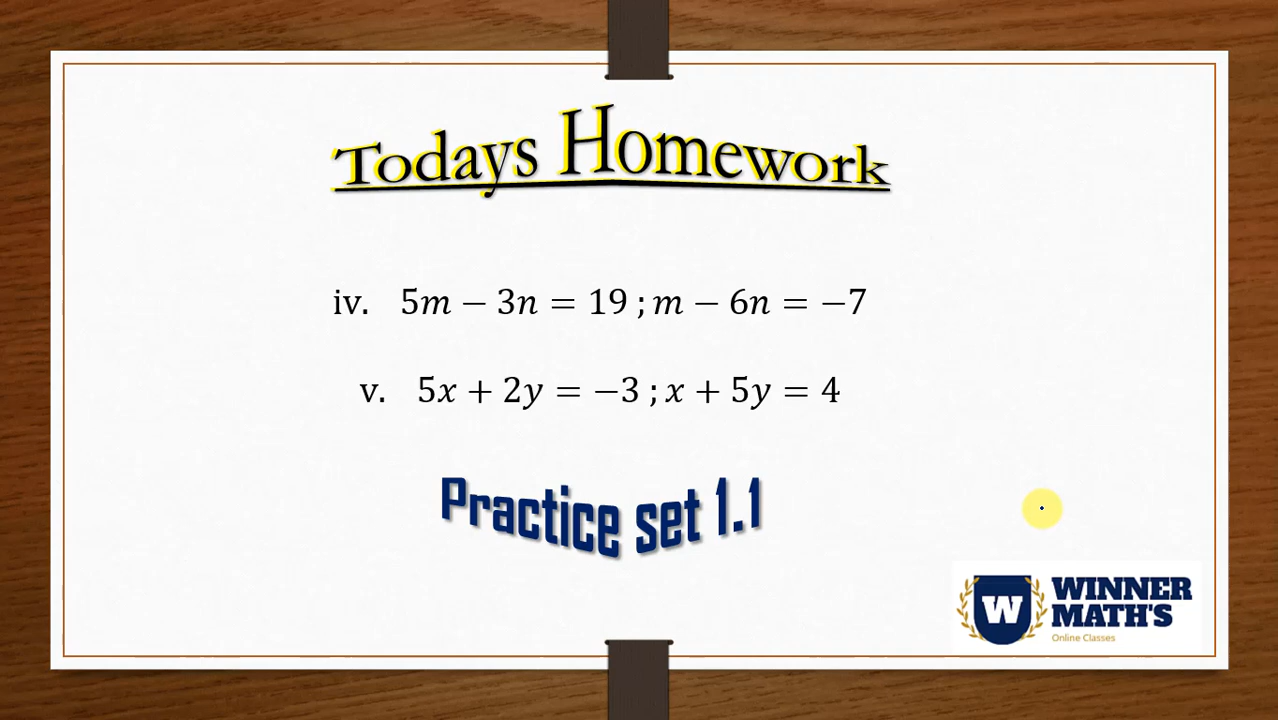 Todays Homework
iv. 5m − 3n = 19 ; m − 6n = −7
v. 5x + 2y = −3 ; x + 5y = 4
Practice set 1.1
W
WINNER
MATH'S
Online Classes